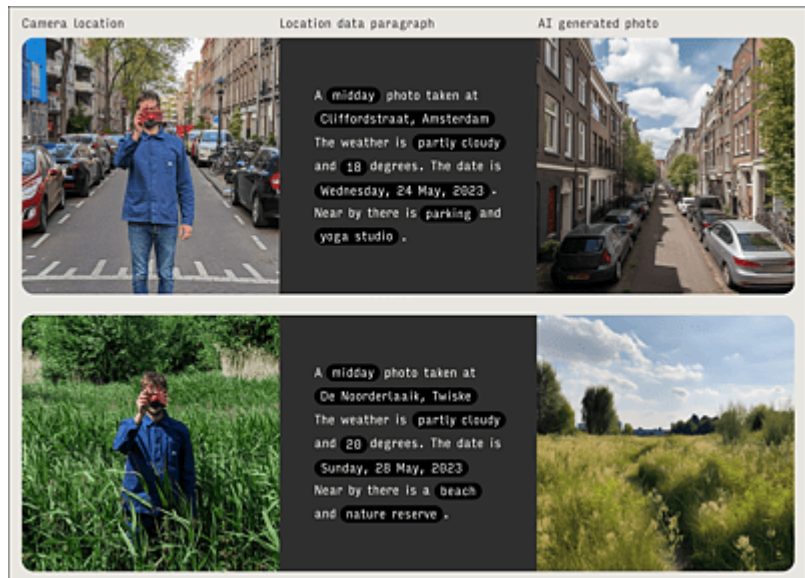 Camera location
Location data paragraph
AI generated photo
A midday photo taken at
Cliffordstraat, Amsterdam
The weather is partly cloudy
and 18 degrees. The date is
Wednesday, 24 May, 2023.
Near by there is parking and
yoga studio.
A midday photo taken at
De Noorderlaaik, Twiske
The weather is partly cloudy
and 20 degrees. The date is
Sunday, 28 May, 2023
Near by there is a beach
and nature reserve.